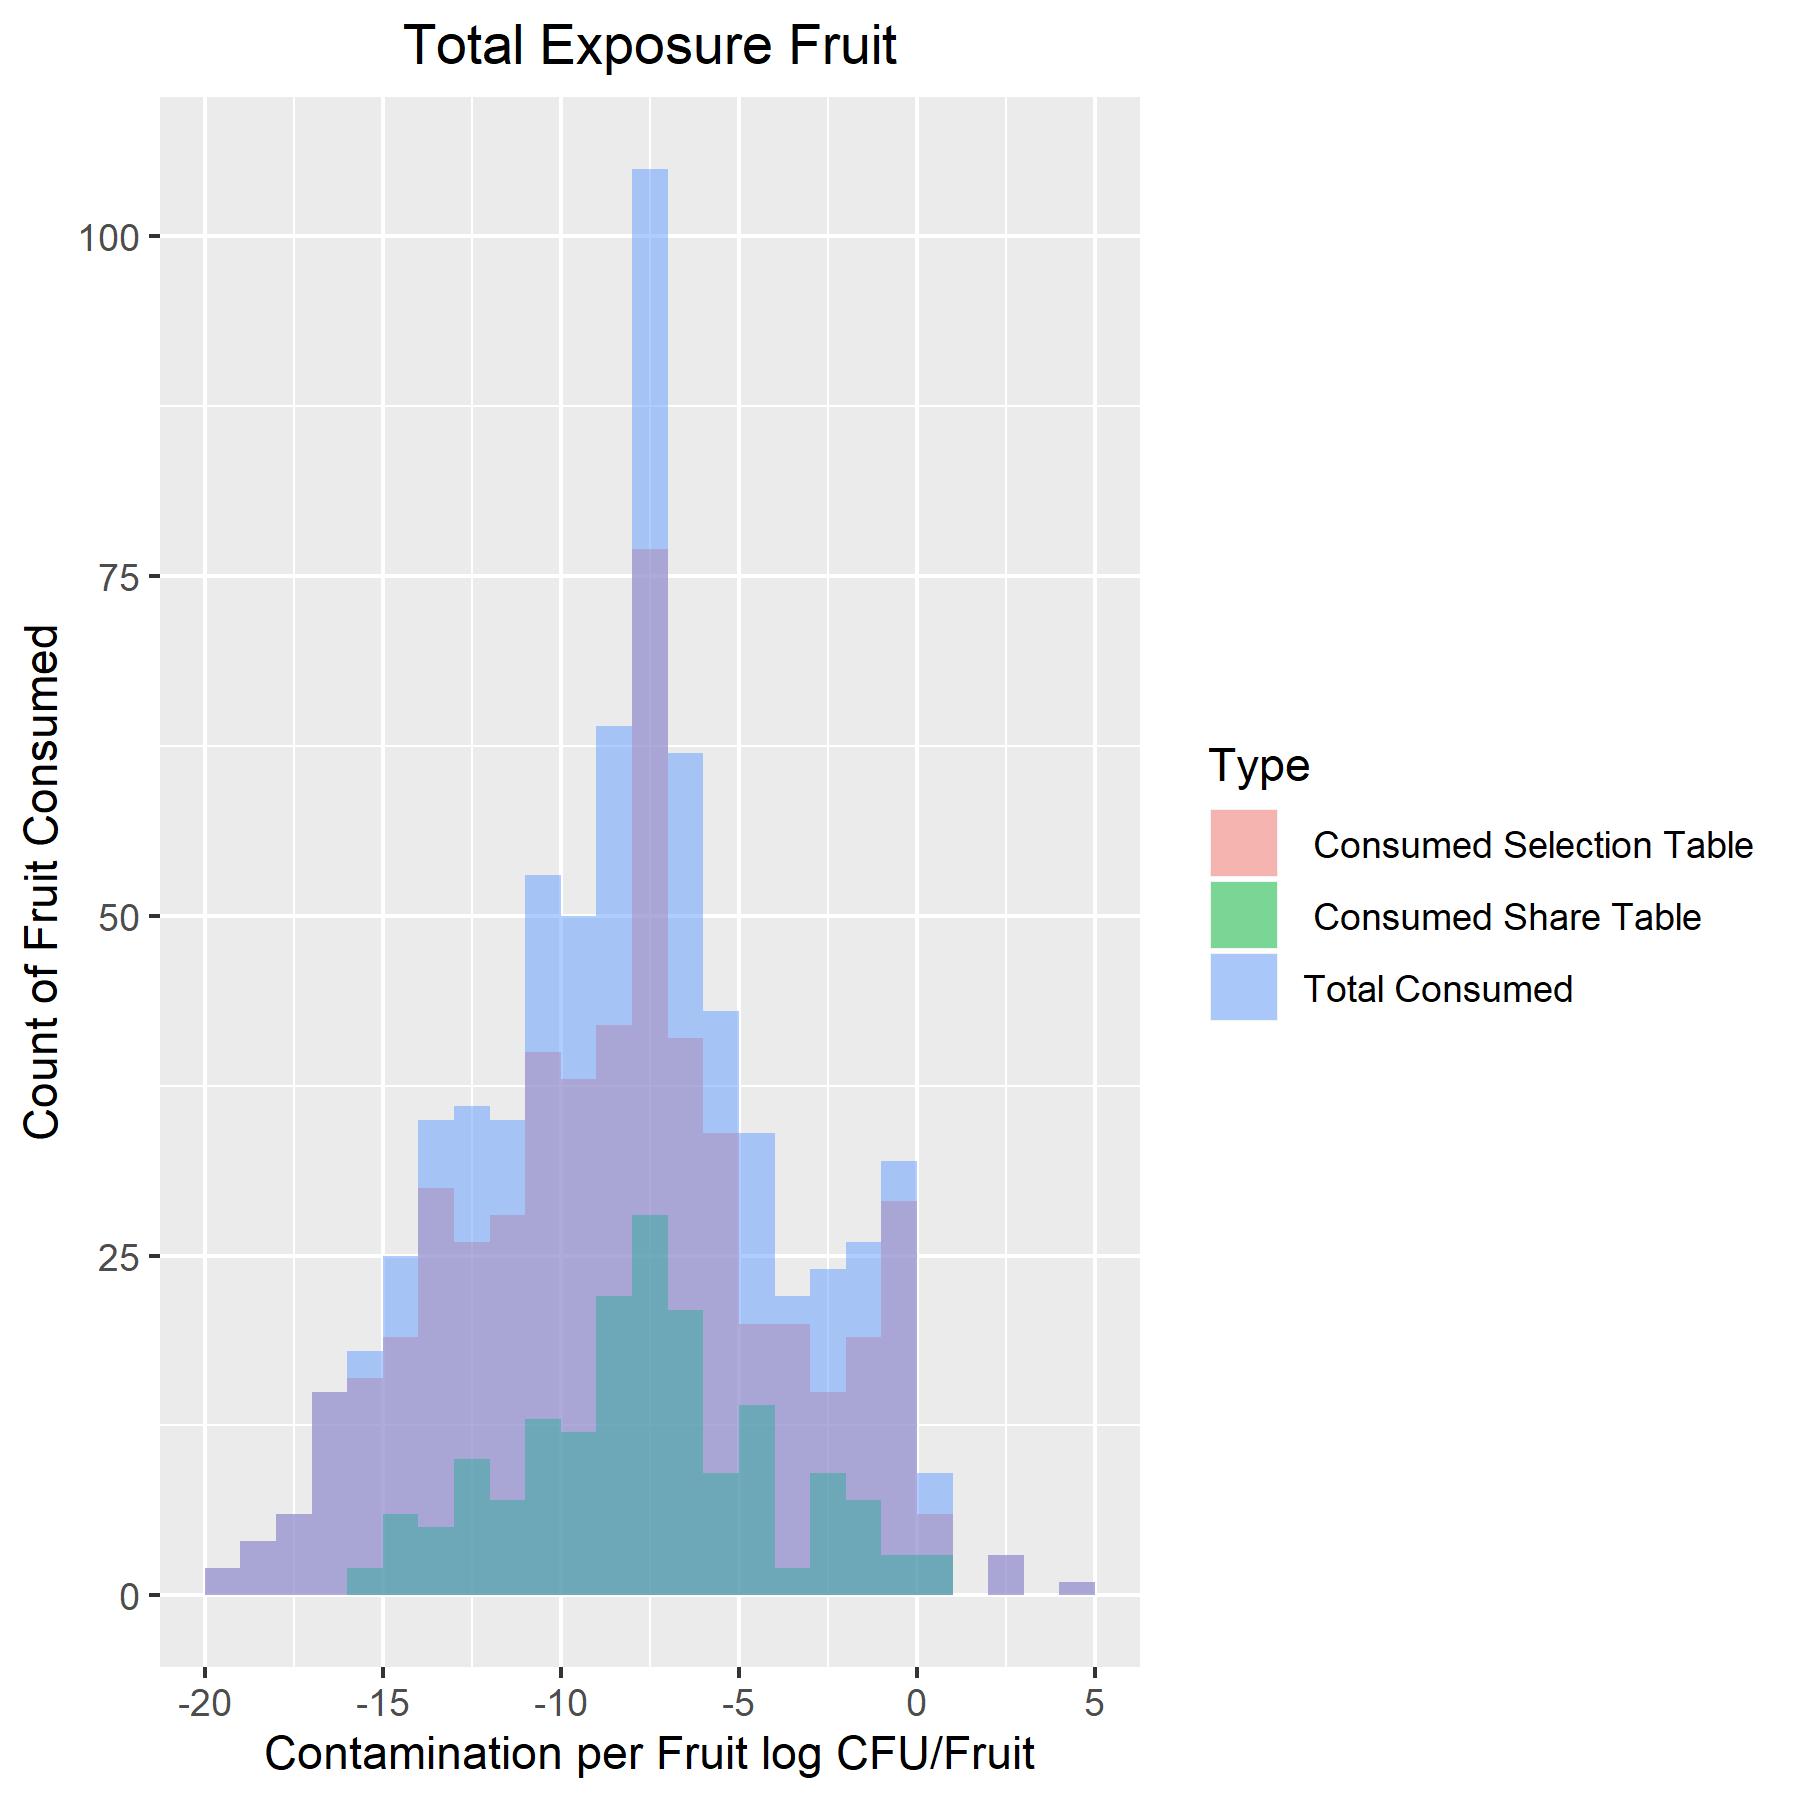 Total Exposure Fruit
100
75
50
25
0
Count of Fruit Consumed
-20 -15 -10 -5 0 5
Contamination per Fruit log CFU/Fruit
Type
Consumed Selection Table
Consumed Share Table
Total Consumed